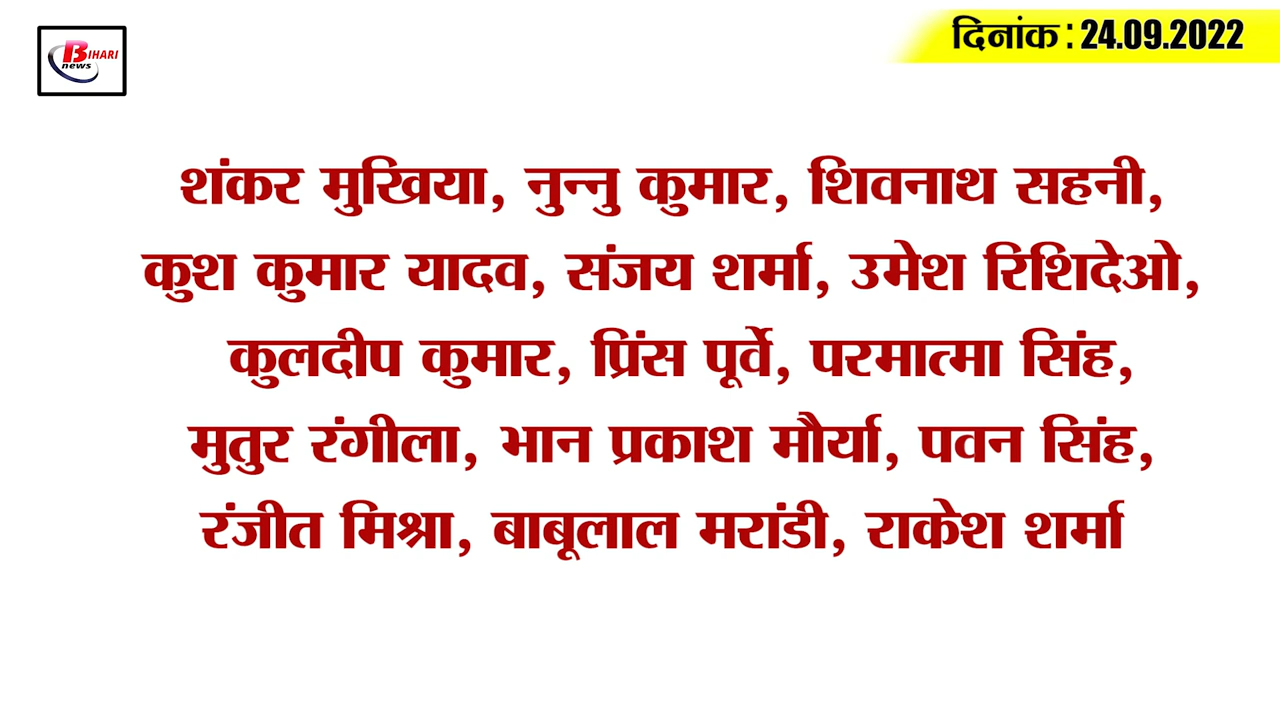 BIHARI
news
दिनांक : 24.09.2022
शंकर मुखिया, नुन्नु कुमार, शिवनाथ सहनी,
कुश कुमार यादव, संजय शर्मा, उमेश रिशिदेओ,
कुलदीप कुमार, प्रिंस पूर्वे, परमात्मा सिंह,
मुतुर रंगीला, भान प्रकाश मौर्या, पवन सिंह,
रंजीत मिश्रा, बाबूलाल मरांडी, राकेश शर्मा